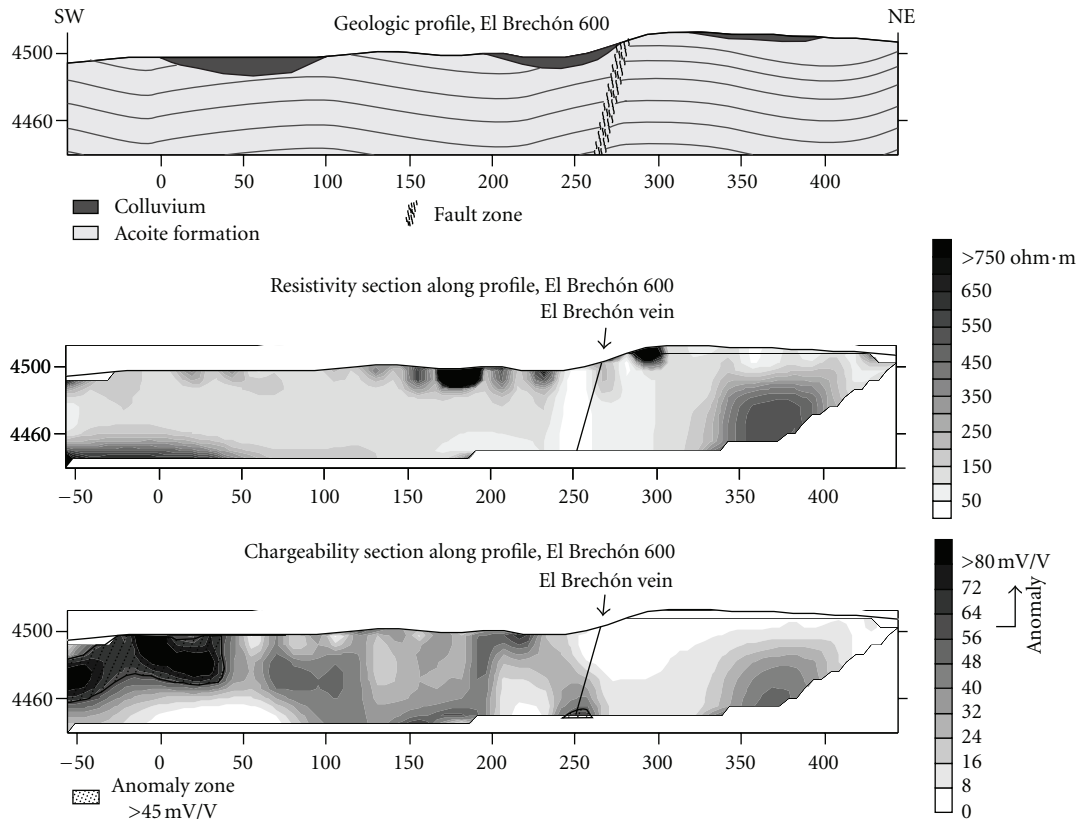 SW
NE
Geologic profile, El Brechón 600
4500
4460
0 50 100 150 200 250 300 350 400
Colluvium
Acoite formation
Fault zone
Resistivity section along profile, El Brechón 600
El Brechón vein
4500
4460
−50 0 50 100 150 200 250 300 350 400
>750 ohm·m
650
550
450
350
250
150
50
Chargeability section along profile, El Brechón 600
El Brechón vein
4500
4460
−50 0 50 100 150 200 250 300 350 400
Anomaly zone
>45 mV/V
>80 mV/V
72
64
56
48
40
32
24
16
8
0
Anomaly